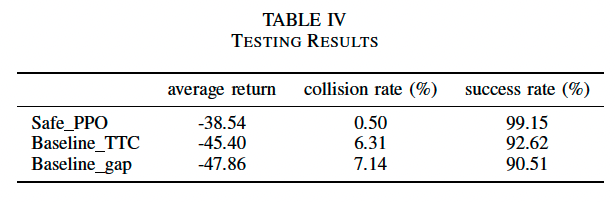 TABLE IV
TESTING RESULTS
average return collision rate (%) success rate (%)
Safe_PPO -38.54 0.50 99.15
Baseline_TTC -45.40 6.31 92.62
Baseline_gap -47.86 7.14 90.51